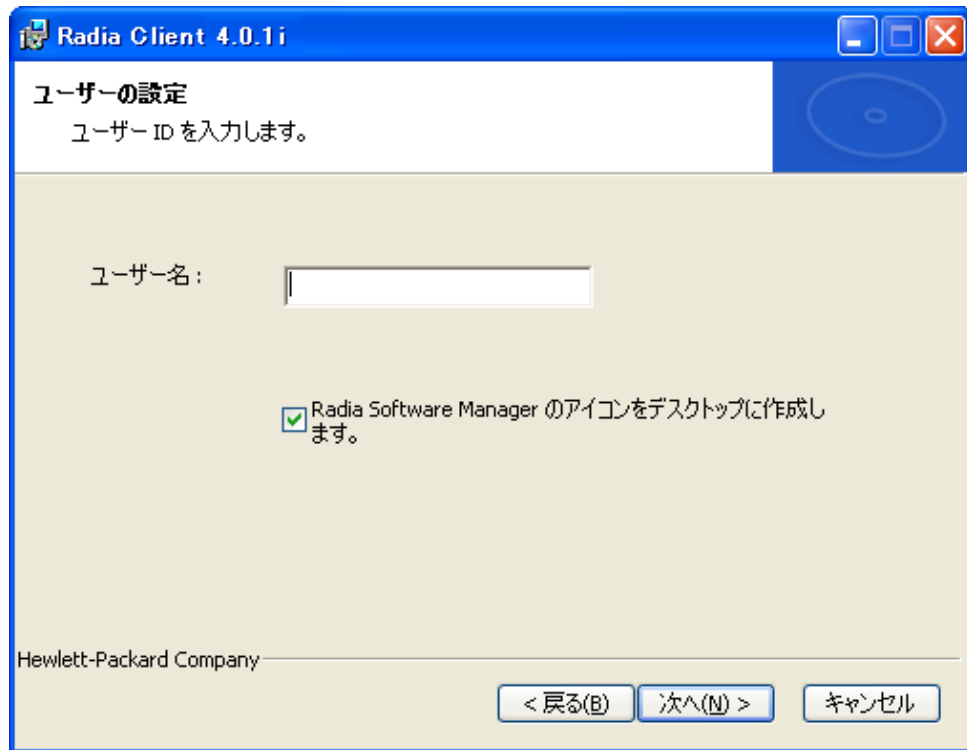 Radia Client 4.0.1i
ユーザーの設定
ユーザー ID を入力します。
ユーザー名 :
Radia Software Manager のアイコンをデスクトップに作成し
ます。
Hewlett-Packard Company
< 戻る(B) 次へ(N) > キャンセル